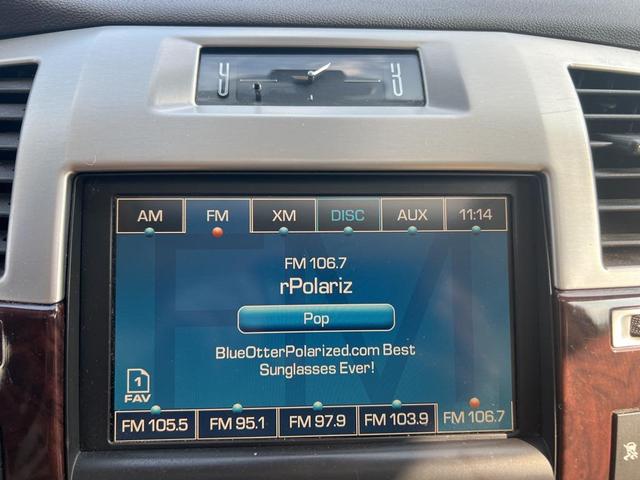 AM FM XM DISC AUX 11:14
FM 106.7
rPolariz
Pop
BlueOtterPolarized.com Best
Sunglasses Ever!
1
FAV
FM 105.5 FM 95.1 FM 97.9 FM 103.9 FM 106.7